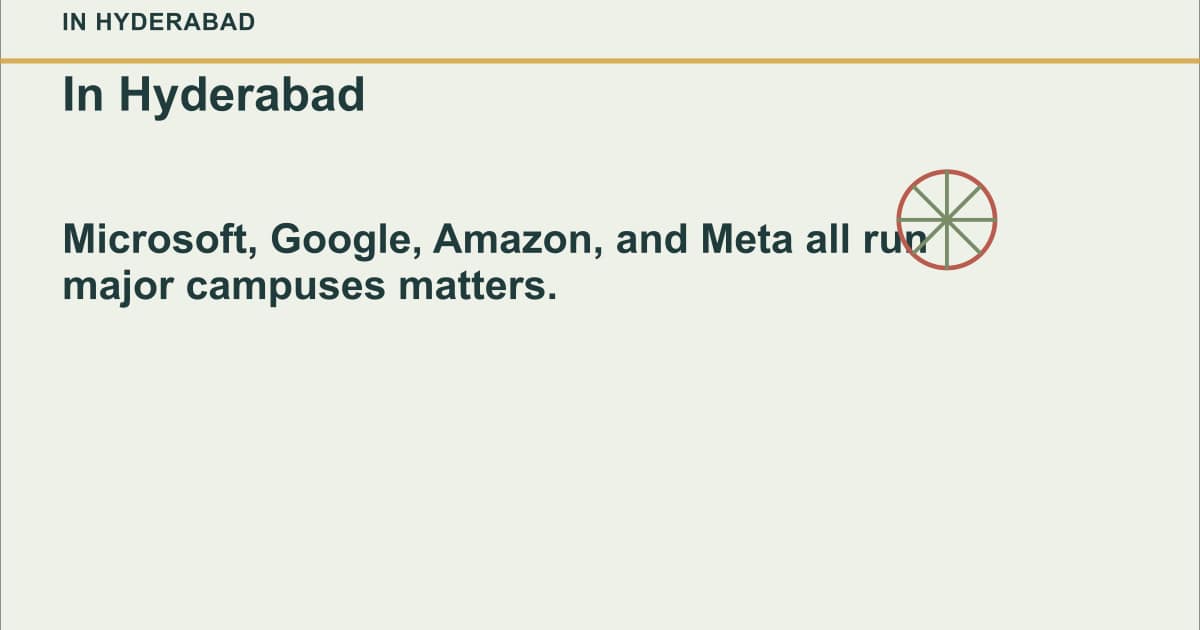 IN HYDERABAD
In Hyderabad
Microsoft, Google, Amazon, and Meta all run
major campuses matters.